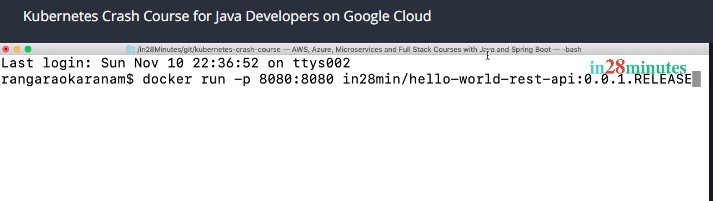 Kubernetes Crash Course for Java Developers on Google Cloud
/in28Minutes/git/kubernetes-crash-course — AWS, Azure, Microservices and Full Stack Courses with Java and Spring Boot — -bash
Last login: Sun Nov 10 22:36:52 on ttys002
in28minutes
rangaraokaranam$ docker run -p 8080:8080 in28min/hello-world-rest-api:0.0.1.RELEASE